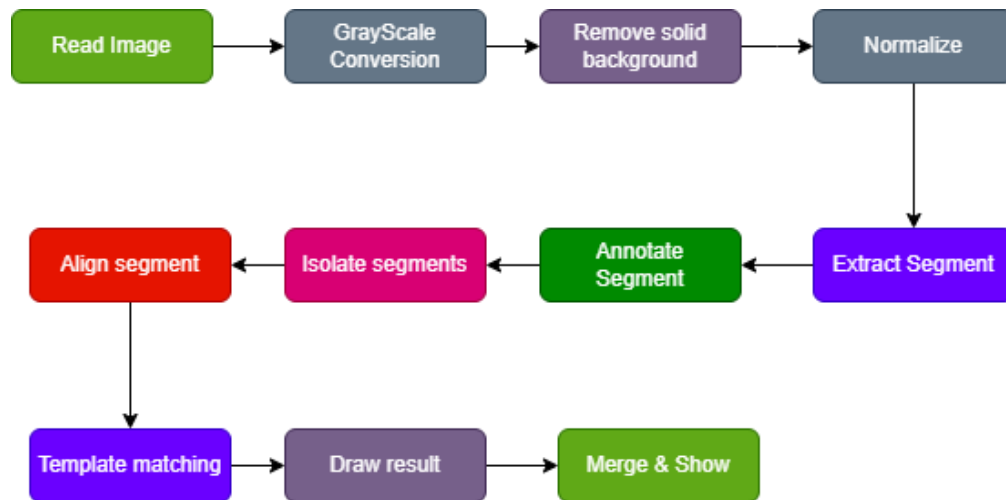 Read Image
GrayScale
Conversion
Remove solid
background
Normalize
Extract Segment
Annotate
Segment
Isolate segments
Align segment
Template matching
Draw result
Merge & Show